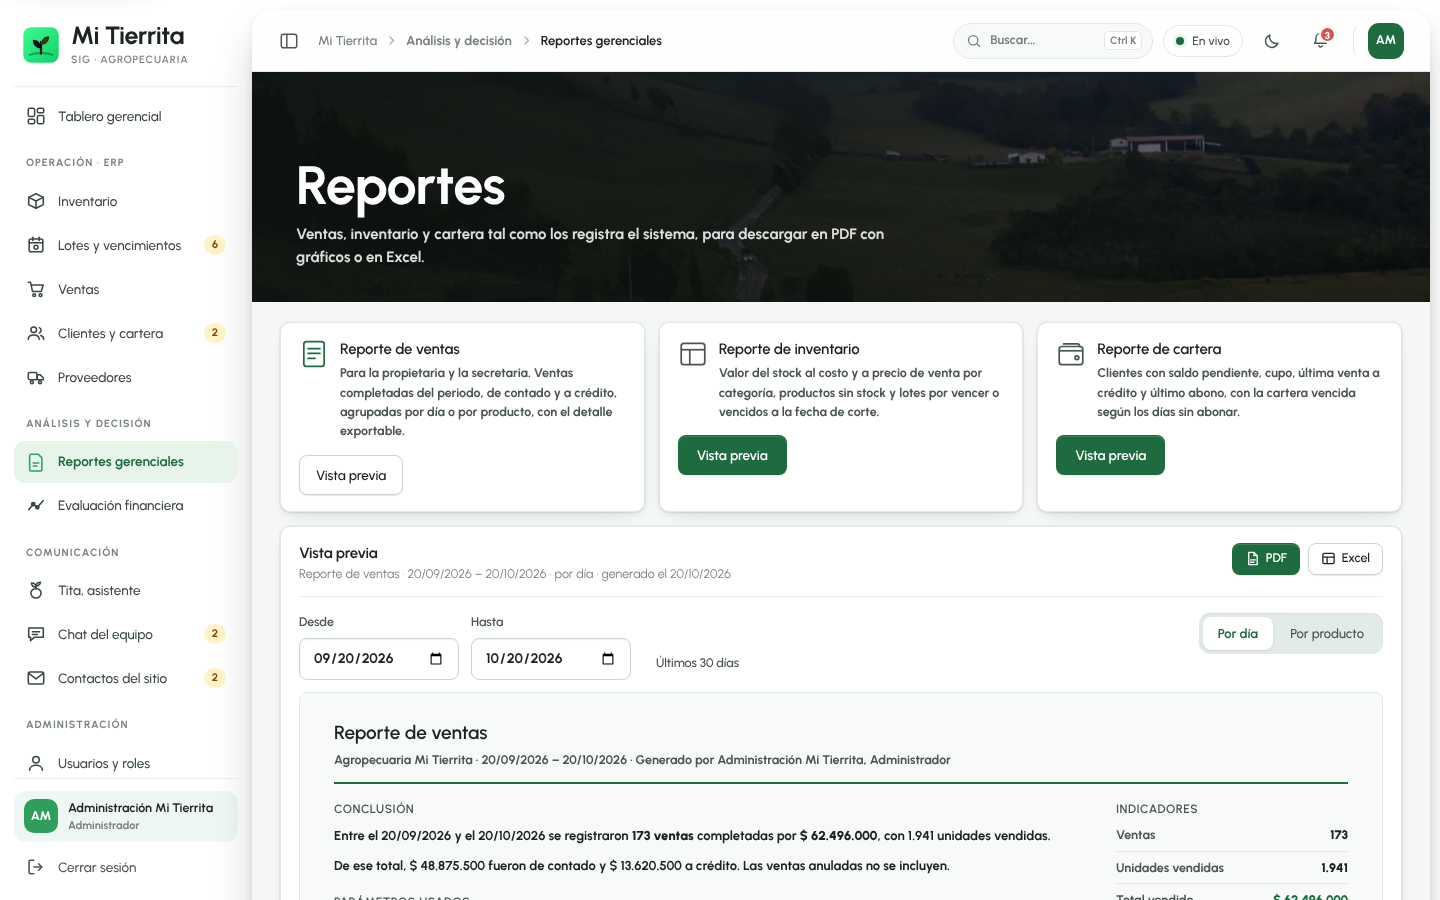 Mi Tierrita
SIG · AGROPECUARIA
Tablero gerencial
OPERACIÓN · ERP
Inventario
Lotes y vencimientos 6
Ventas
Clientes y cartera 2
Proveedores
ANÁLISIS Y DECISIÓN
Reportes gerenciales
Evaluación financiera
COMUNICACIÓN
Tita, asistente
Chat del equipo 2
Contactos del sitio 2
ADMINISTRACIÓN
Usuarios y roles
AM Administración Mi Tierrita
Administrador
Cerrar sesión
Mi Tierrita > Análisis y decisión > Reportes gerenciales
Buscar... Ctrl K
En vivo
3
AM
Reportes
Ventas, inventario y cartera tal como los registra el sistema, para descargar en PDF con
gráficos o en Excel.
Reporte de ventas
Para la propietaria y la secretaria. Ventas
completadas del periodo, de contado y a crédito,
agrupadas por día o por producto, con el detalle
exportable.
Vista previa
Reporte de inventario
Valor del stock al costo y a precio de venta por
categoría, productos sin stock y lotes por vencer o
vencidos a la fecha de corte.
Vista previa
Reporte de cartera
Clientes con saldo pendiente, cupo, última venta a
crédito y último abono, con la cartera vencida
según los días sin abonar.
Vista previa
Vista previa
Reporte de ventas · 20/09/2026 – 20/10/2026 · por día · generado el 20/10/2026
PDF
Excel
Desde
09/20/2026
Hasta
10/20/2026
Últimos 30 días
Por día
Por producto
Reporte de ventas
Agropecuaria Mi Tierrita · 20/09/2026 – 20/10/2026 · Generado por Administración Mi Tierrita, Administrador
CONCLUSIÓN
Entre el 20/09/2026 y el 20/10/2026 se registraron 173 ventas completadas por $ 62.496.000, con 1.941 unidades vendidas.
De ese total, $ 48.875.500 fueron de contado y $ 13.620.500 a crédito. Las ventas anuladas no se incluyen.
PARÁMETROS USADOS
INDICADORES
Ventas 173
Unidades vendidas 1.941
Total vendido $ 62.496.000